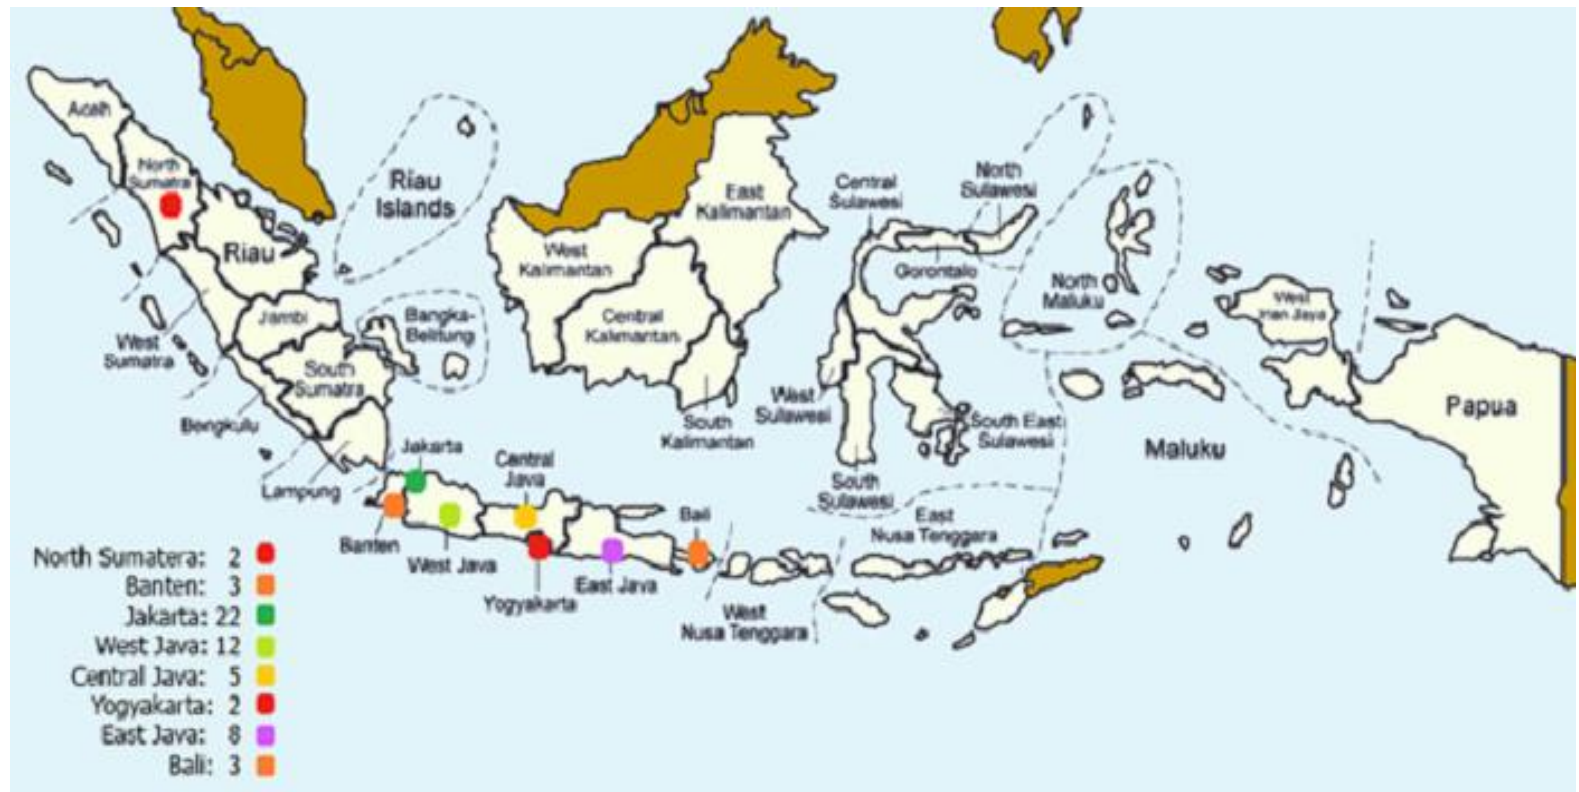 Aceh
North
Sumatra
Riau
Islands
Riau
West
Sumatra
Jambi
Bangka-
Belitung
South
Sumatra
Bengkulu
Lampung
West
Kalimantan
East
Kalimantan
Central
Kalimantan
South
Kalimantan
Central
Sulawesi
North
Sulawesi
Gorontalo
West
Sulawesi
South
Sulawesi
South East
Sulawesi
North
Maluku
Maluku
West
Irian Jaya
Papua
Jakarta
Banten
West Java
Central
Java
Yogyakarta
East Java
Bali
West
Nusa Tenggara
East
Nusa Tenggara
North Sumatera: 2
Banten: 3
Jakarta: 22
West Java: 12
Central Java: 5
Yogyakarta: 2
East Java: 8
Bali: 3